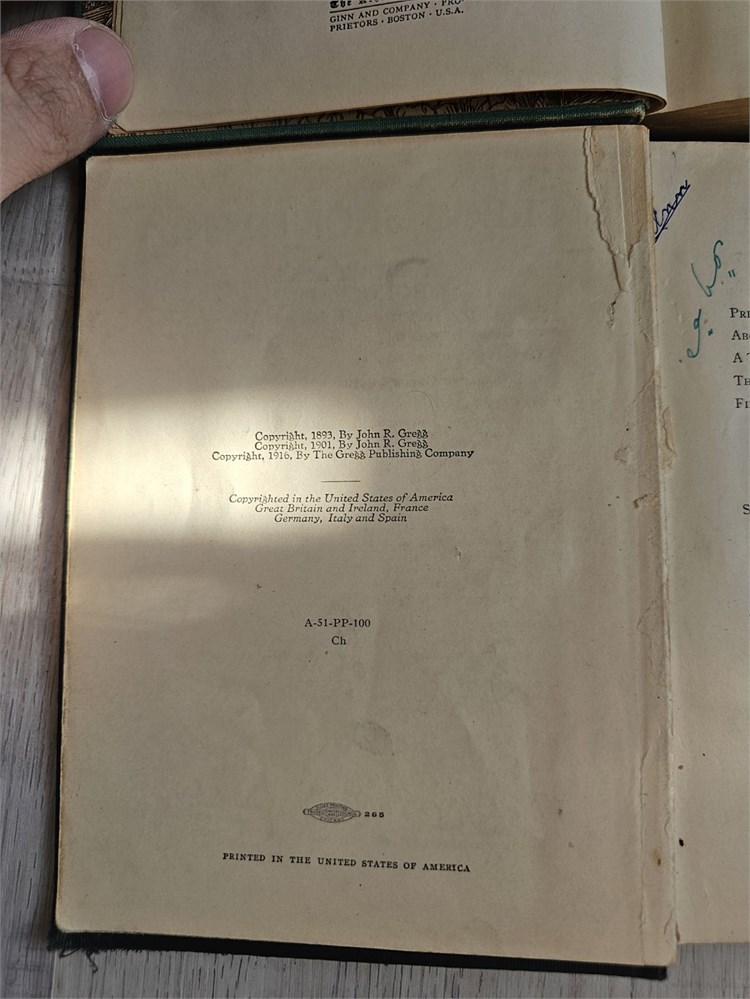 GINN AND COMPANY · PRO-
PRIETORS · BOSTON · U.S.A.
Copyright, 1893, By John R. Gregg
Copyright, 1901, By John R. Gregg
Copyright, 1916, By The Gregg Publishing Company
Copyrighted in the United States of America
Great Britain and Ireland, France
Germany, Italy and Spain
A-51-PP-100
Ch
265
PRINTED IN THE UNITED STATES OF AMERICA